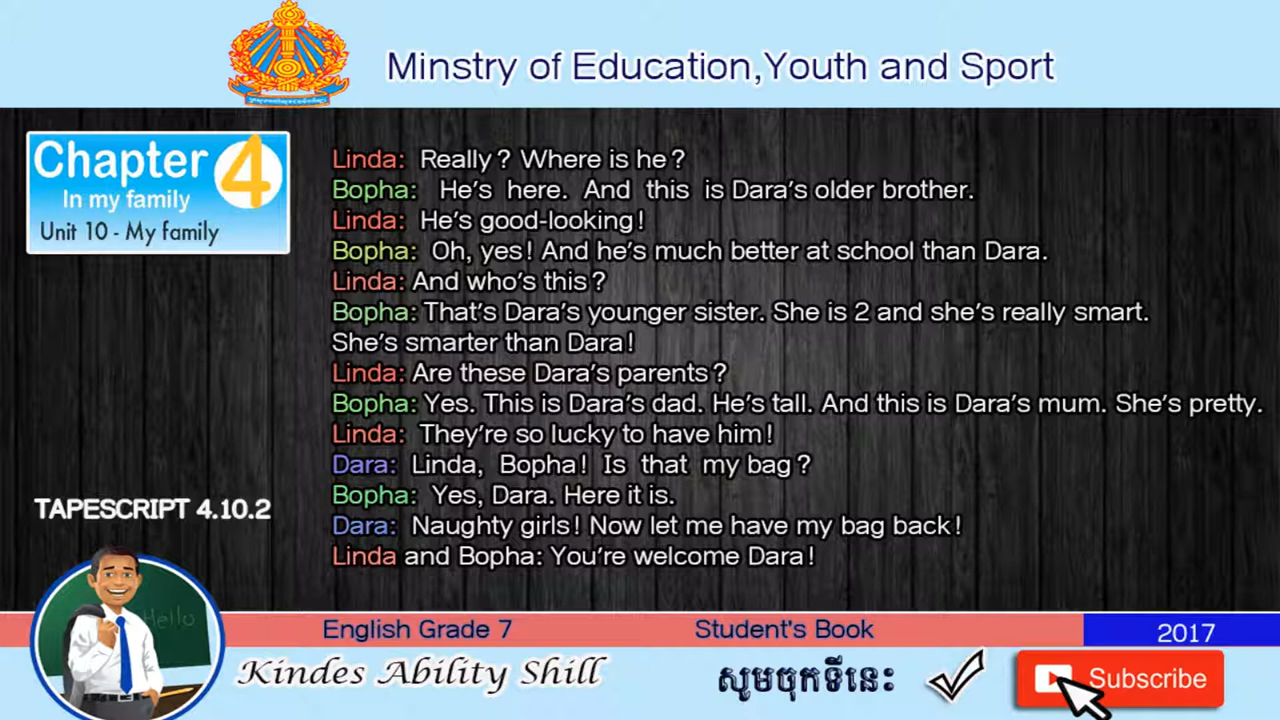 Minstry of Education,Youth and Sport
Chapter 4
In my family
Unit 10 - My family
Linda: Really? Where is he?
Bopha: He's here. And this is Dara's older brother.
Linda: He's good-looking!
Bopha: Oh, yes! And he's much better at school than Dara.
Linda: And who's this?
Bopha: That's Dara's younger sister. She is 2 and she's really smart.
She's smarter than Dara!
Linda: Are these Dara's parents?
Bopha: Yes. This is Dara's dad. He's tall. And this is Dara's mum. She's pretty.
Linda: They're so lucky to have him!
Dara: Linda, Bopha! Is that my bag?
Bopha: Yes, Dara. Here it is.
Dara: Naughty girls! Now let me have my bag back!
Linda and Bopha: You're welcome Dara!
TAPESCRIPT 4.10.2
Hello
English Grade 7
Student's Book
2017
Kindes Ability Shill
សូមចុកទីនេះ
Subscribe